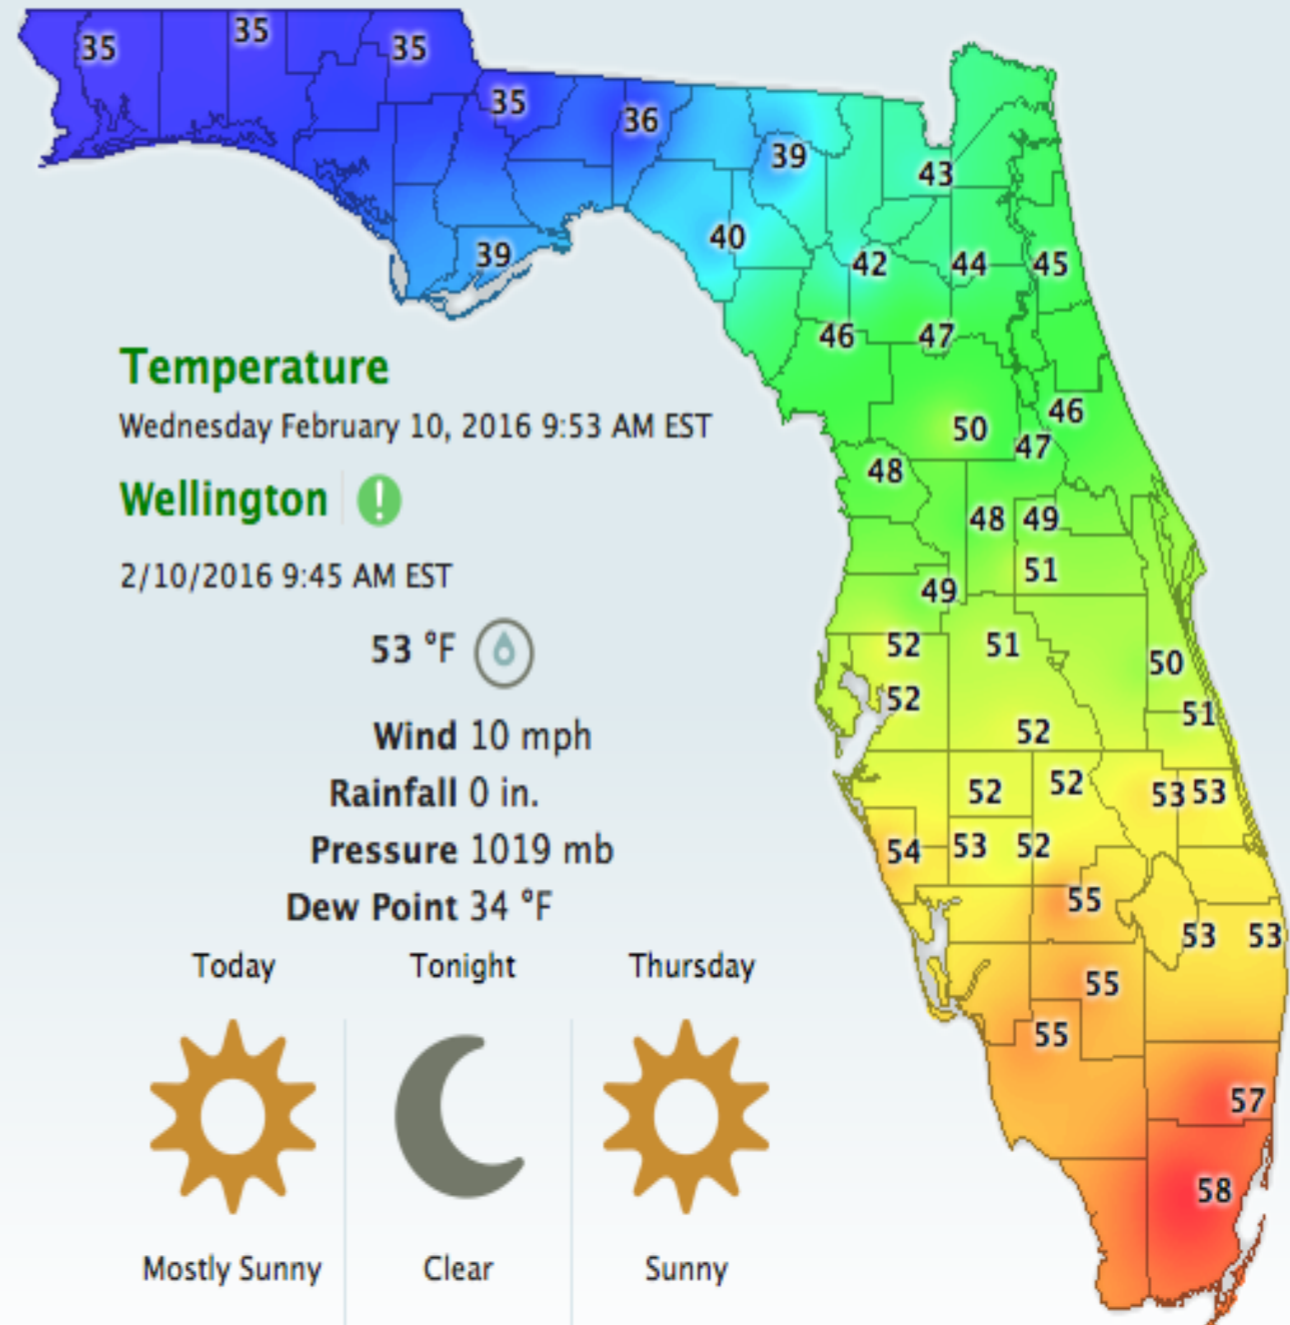 35
35
35
35
36
39
43
40
39
42
44
45
46
47
Temperature
Wednesday February 10, 2016 9:53 AM EST
46
50
47
48
Wellington !
48
49
2/10/2016 9:45 AM EST
51
49
53 °F
52
51
50
52
51
Wind 10 mph
52
Rainfall 0 in.
52
52
53
53
Pressure 1019 mb
54
53
52
Dew Point 34 °F
55
53
53
Today
Tonight
Thursday
55
55
57
58
Mostly Sunny
Clear
Sunny